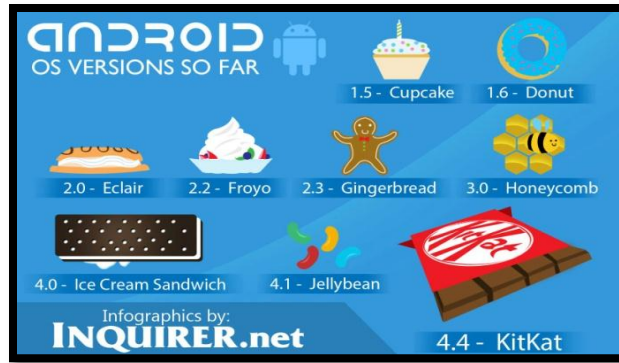 ANDROID
OS VERSIONS SO FAR
1.5 - Cupcake
1.6 - Donut
2.0 - Eclair
2.2 - Froyo
2.3 - Gingerbread
3.0 - Honeycomb
4.0 - Ice Cream Sandwich
4.1 - Jellybean
KitKat
4.4 - KitKat
Infographics by:
INQUIRER.net